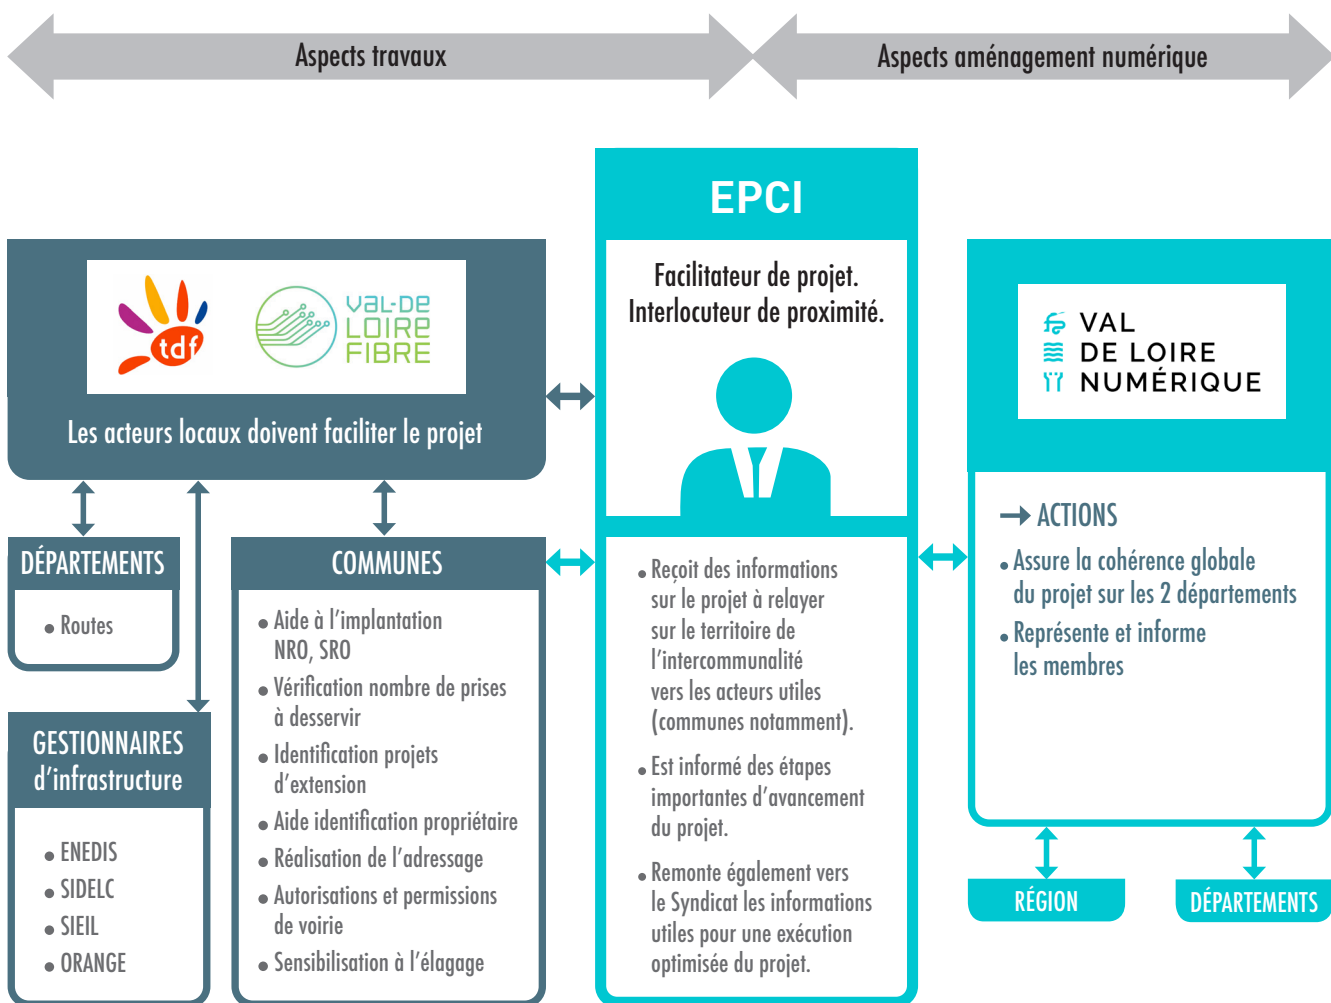 Aspects travaux
Aspects aménagement numérique
tdf
VAL-DE
LOIRE
FIBRE
Les acteurs locaux doivent faciliter le projet
DÉPARTEMENTS
• Routes
GESTIONNAIRES
d'infrastructure
• ENEDIS
• SIDELC
• SIEIL
• ORANGE
COMMUNES
• Aide à l'implantation
NRO, SRO
• Vérification nombre de prises
à desservir
• Identification projets
d'extension
• Aide identification propriétaire
• Réalisation de l'adressage
• Autorisations et permissions
de voirie
• Sensibilisation à l'élagage
EPCI
Facilitateur de projet.
Interlocuteur de proximité.
• Reçoit des informations
sur le projet à relayer
sur le territoire de
l'intercommunalité
vers les acteurs utiles
(communes notamment).
• Est informé des étapes
importantes d'avancement
du projet.
• Remonte également vers
le Syndicat les informations
utiles pour une exécution
optimisée du projet.
VAL
DE LOIRE
NUMÉRIQUE
→ ACTIONS
• Assure la cohérence globale
du projet sur les 2 départements
• Représente et informe
les membres
RÉGION
DÉPARTEMENTS